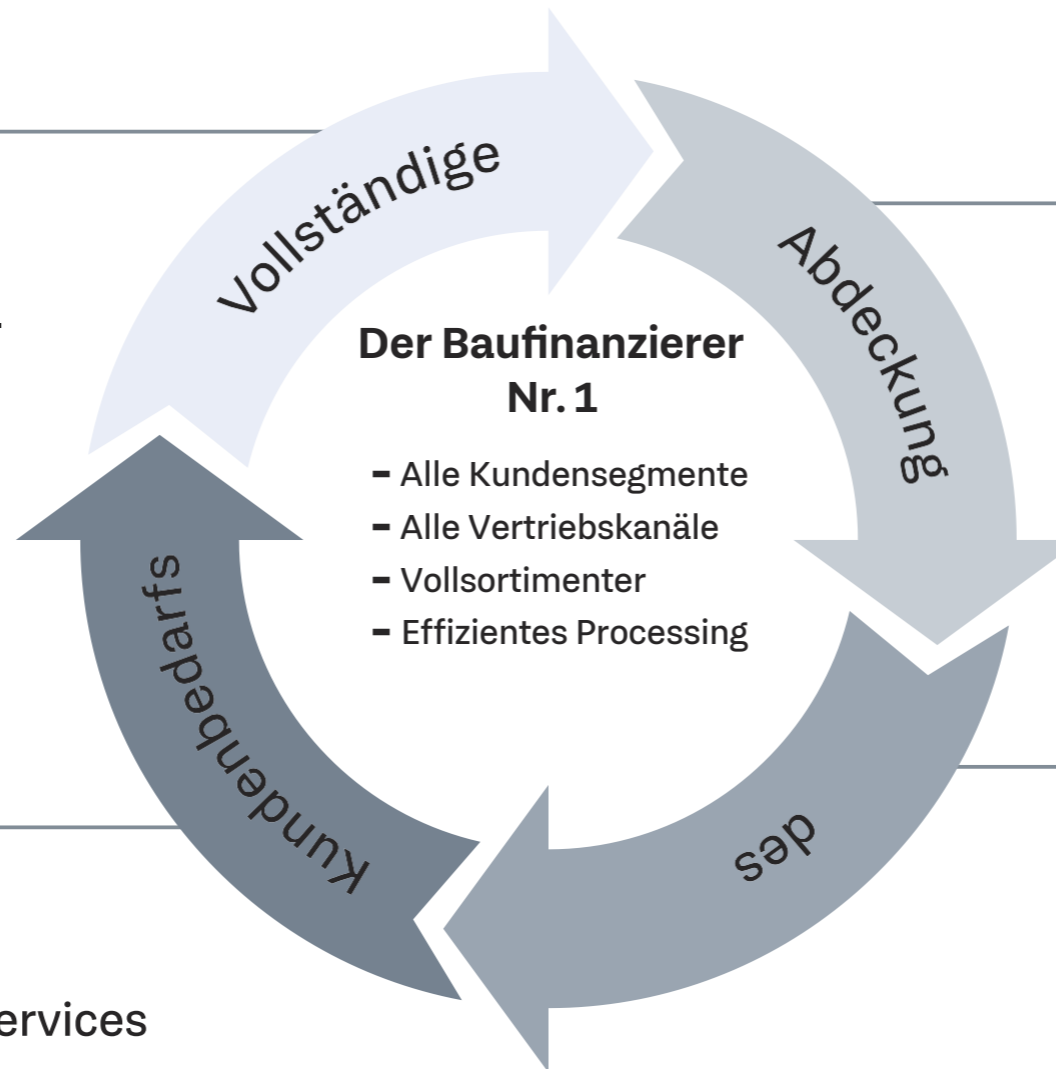 Vollständige
Abdeckung
des
Kundenbedarfs
Der Baufinanzierer
Nr. 1
- Alle Kundensegmente
- Alle Vertriebskanäle
- Vollsortimenter
- Effizientes Processing
ervices